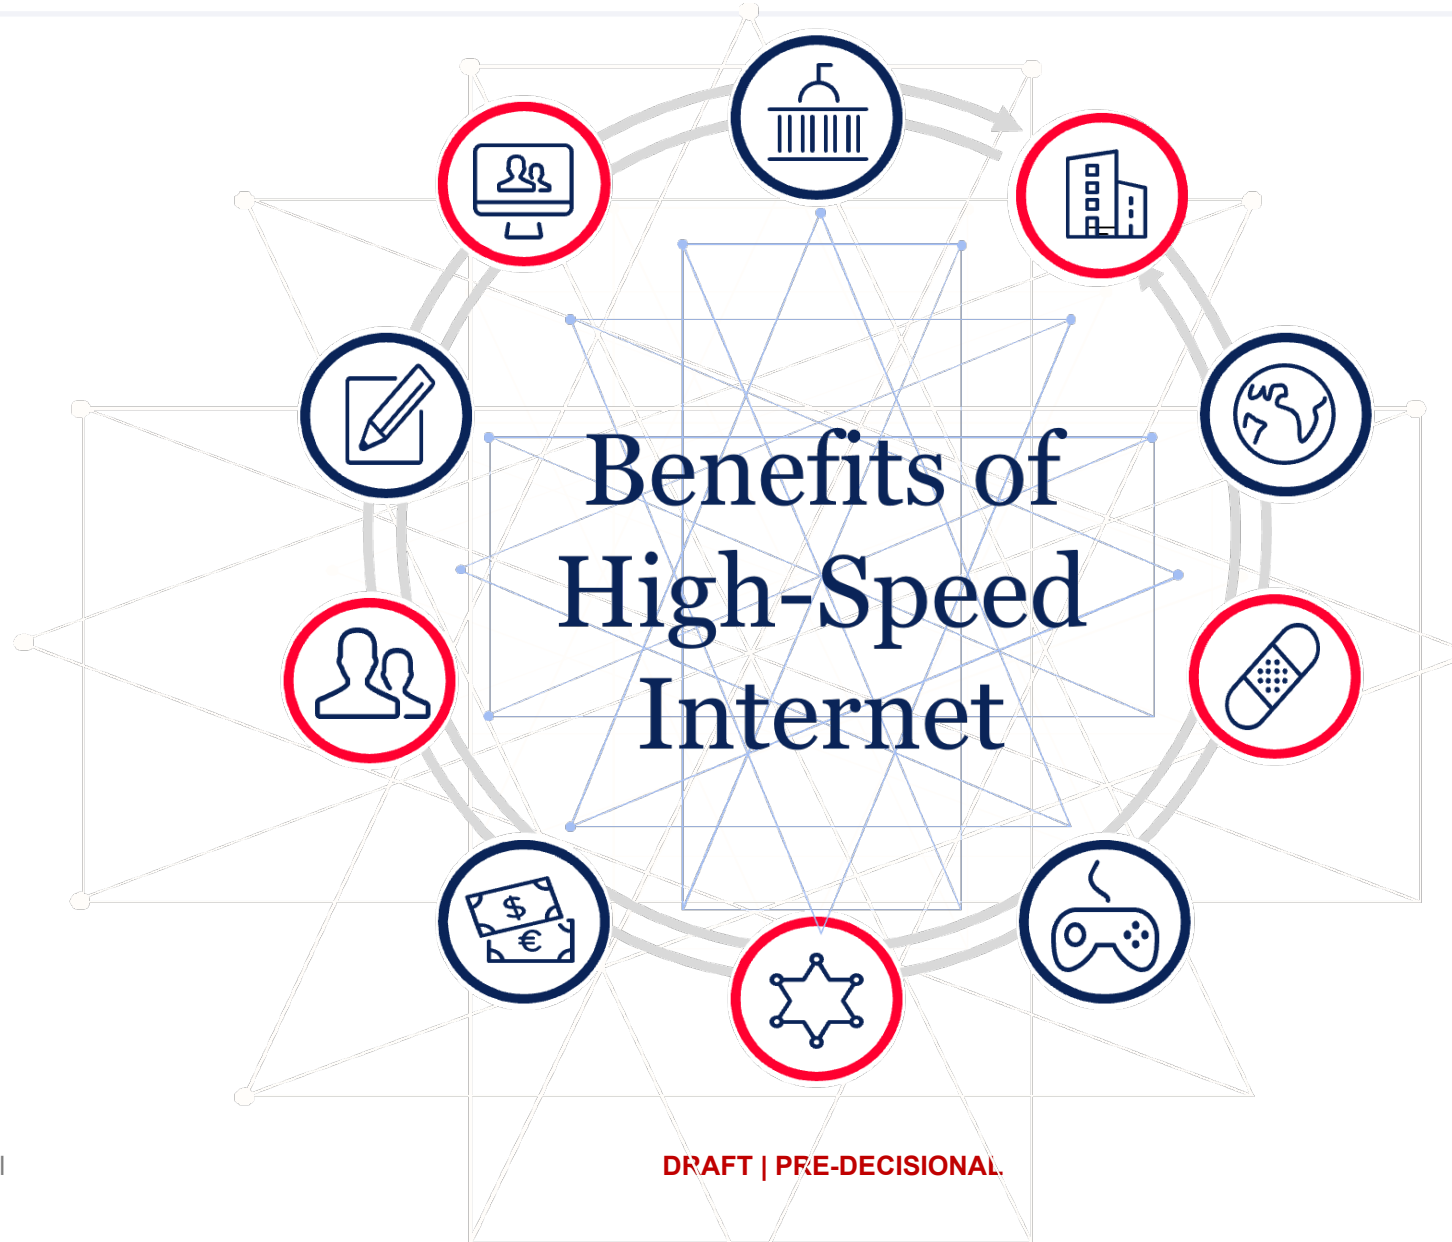 Benefits of
High-Speed
Internet
$
€
DRAFT | PRE-DECISIONAL